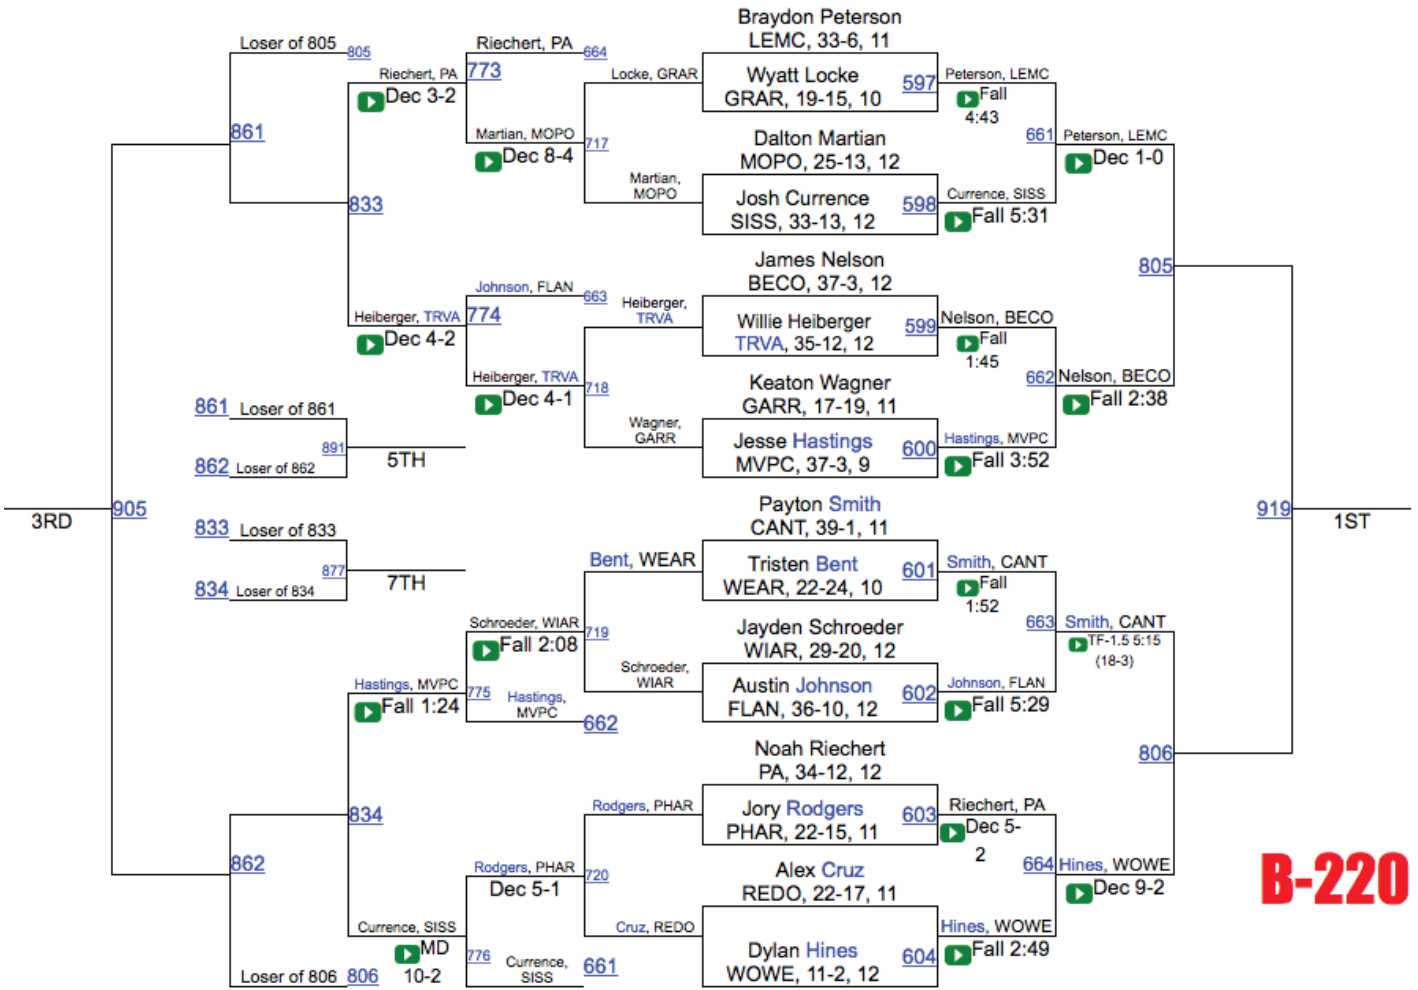 Braydon Peterson
LEMC, 33-6, 11
Loser of 805
805
Riechert, PA
664
Riechert, PA
773
Dec 3-2
Locke, GRAR
Wyatt Locke
GRAR, 19-15, 10
597
Peterson, LEMC
Fall
4:43
861
Martian, MOPO
Dec 8-4
717
Dalton Martian
MOPO, 25-13, 12
661
Peterson, LEMC
Dec 1-0
Martian,
MOPO
Josh Currence
SISS, 33-13, 12
598
Currence, SISS
Fall 5:31
833
James Nelson
BECO, 37-3, 12
805
Johnson, FLAN
663
Heiberger,
TRVA
Heiberger, TRVA
774
Dec 4-2
Willie Heiberger
TRVA, 35-12, 12
599
Nelson, BECO
Fall
1:45
Heiberger, TRVA
Dec 4-1
718
Keaton Wagner
GARR, 17-19, 11
662
Nelson, BECO
Fall 2:38
861
Loser of 861
Wagner,
GARR
891
5TH
Jesse Hastings
MVPC, 37-3, 9
600
Hastings, MVPC
Fall 3:52
862
Loser of 862
3RD
905
Payton Smith
CANT, 39-1, 11
919
1ST
833
Loser of 833
877
7TH
Bent, WEAR
Tristen Bent
WEAR, 22-24, 10
601
Smith, CANT
Fall
1:52
834
Loser of 834
Schroeder, WIAR
Fall 2:08
719
Jayden Schroeder
WIAR, 29-20, 12
663
Smith, CANT
TF-1.5 5:15
(18-3)
Schroeder,
WIAR
Hastings, MVPC
Fall 1:24
775
Hastings,
MVPC
662
Austin Johnson
FLAN, 36-10, 12
602
Johnson, FLAN
Fall 5:29
Noah Riechert
PA, 34-12, 12
806
834
Rodgers, PHAR
Jory Rodgers
PHAR, 22-15, 11
603
Riechert, PA
Dec 5-
2
862
Rodgers, PHAR
Dec 5-1
720
Alex Cruz
REDO, 22-17, 11
664
Hines, WOWE
Dec 9-2
B-220
Currence, SISS
MD
10-2
Cruz, REDO
776
Currence,
SISS
661
Dylan Hines
WOWE, 11-2, 12
604
Hines, WOWE
Fall 2:49
Loser of 806
806